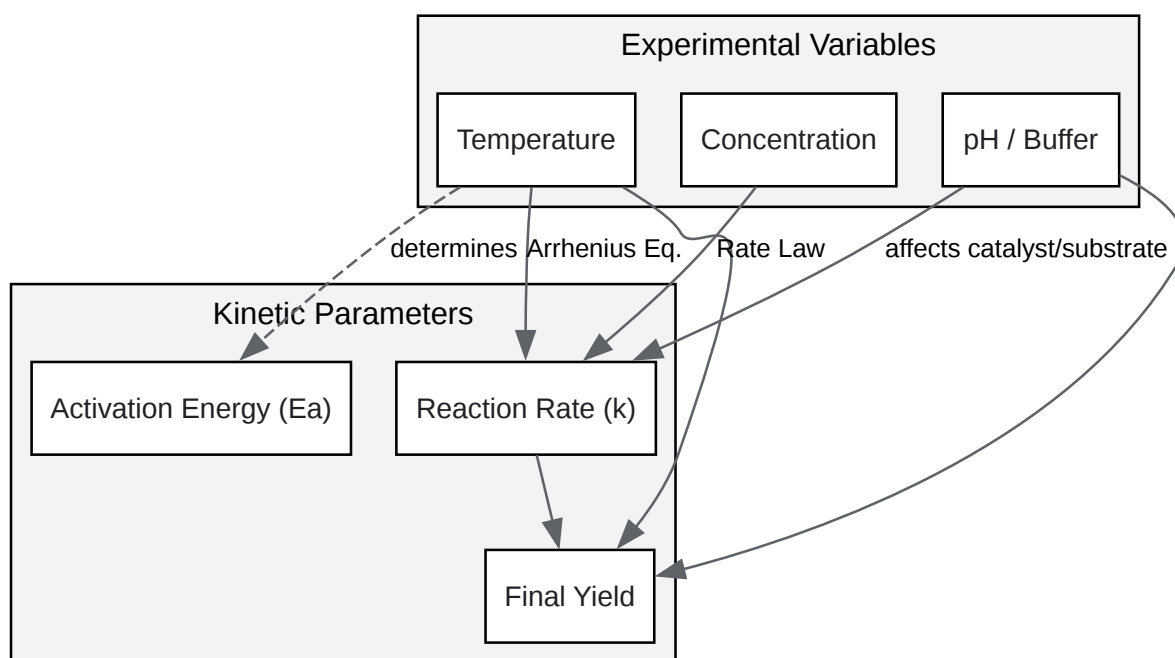 Experimental Variables
Temperature
Concentration
pH / Buffer
determines
Arrhenius Eq.
Rate Law
affects catalyst/substrate
Kinetic Parameters
Activation Energy (Ea)
Reaction Rate (k)
Final Yield